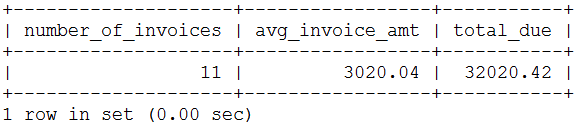 +--------------------+-----------------+-----------+
| number_of_invoices | avg_invoice_amt | total_due |
+--------------------+-----------------+-----------+
|                 11 |         3020.04 |  32020.42 |
+--------------------+-----------------+-----------+
1 row in set (0.00 sec)